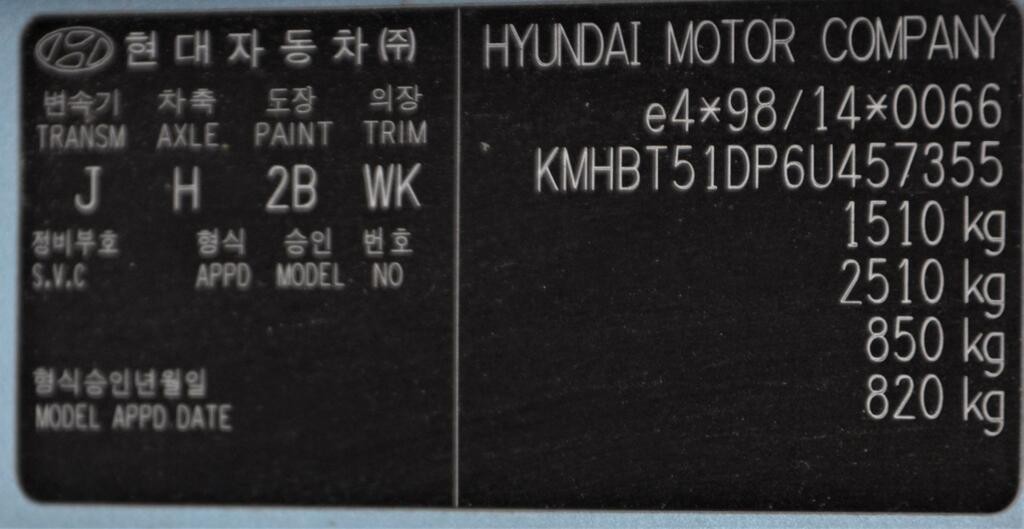 현대자동차㈜
변속기 차축 도장 의장
TRANSM AXLE PAINT TRIM
J H 2B WK
정비부호 형식 승인 번호
S.V.C APPD MODEL NO
형식승인년월일
MODEL APPD.DATE
HYUNDAI MOTOR COMPANY
e4*98/14*0066
KMHBT51DP6U457355
1510 kg
2510 kg
850 kg
820 kg